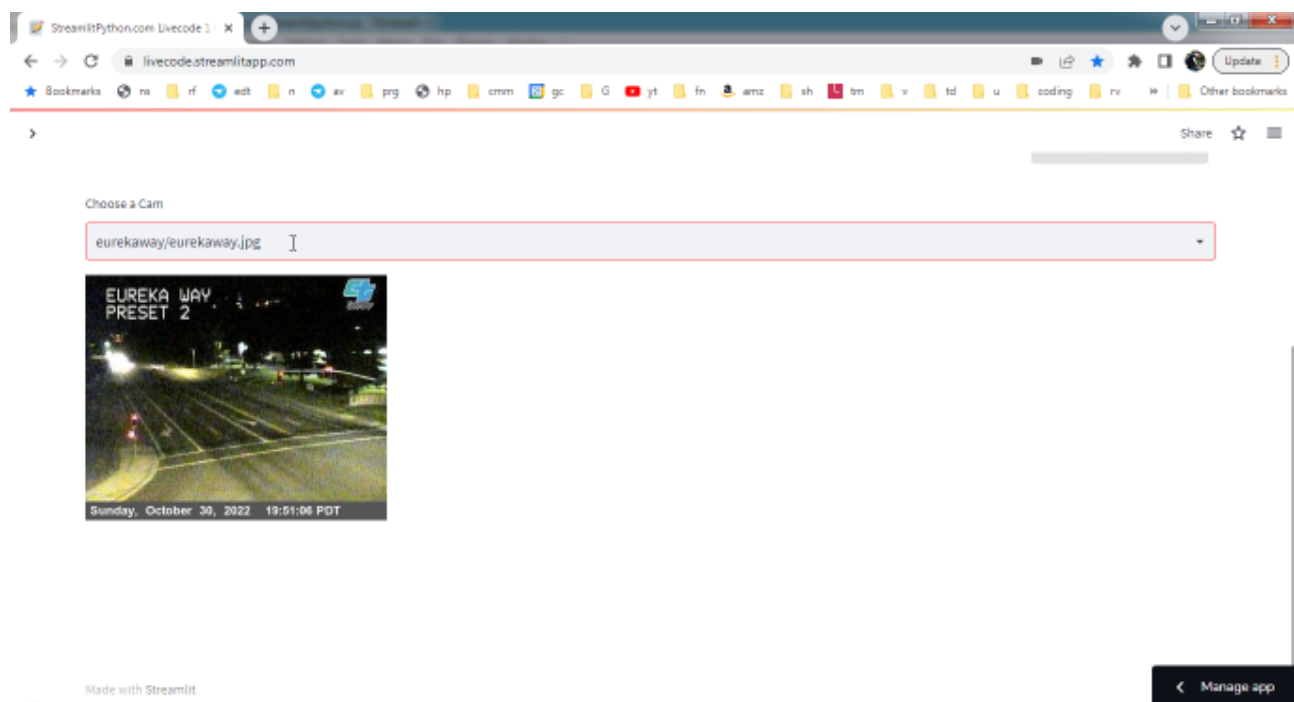 StreamlitPython.com Livecode 1
livecode.streamlitapp.com
Update
Bookmarks ns rf edt n av prg hp cmm gc G yt fn amz sh tm v td u coding rv » Other bookmarks
Share
Choose a Cam
eurekaway/eurekaway.jpg
EUREKA WAY
PRESET 2
Sunday, October 30, 2022 19:51:06 PDT
Made with Streamlit
Manage app